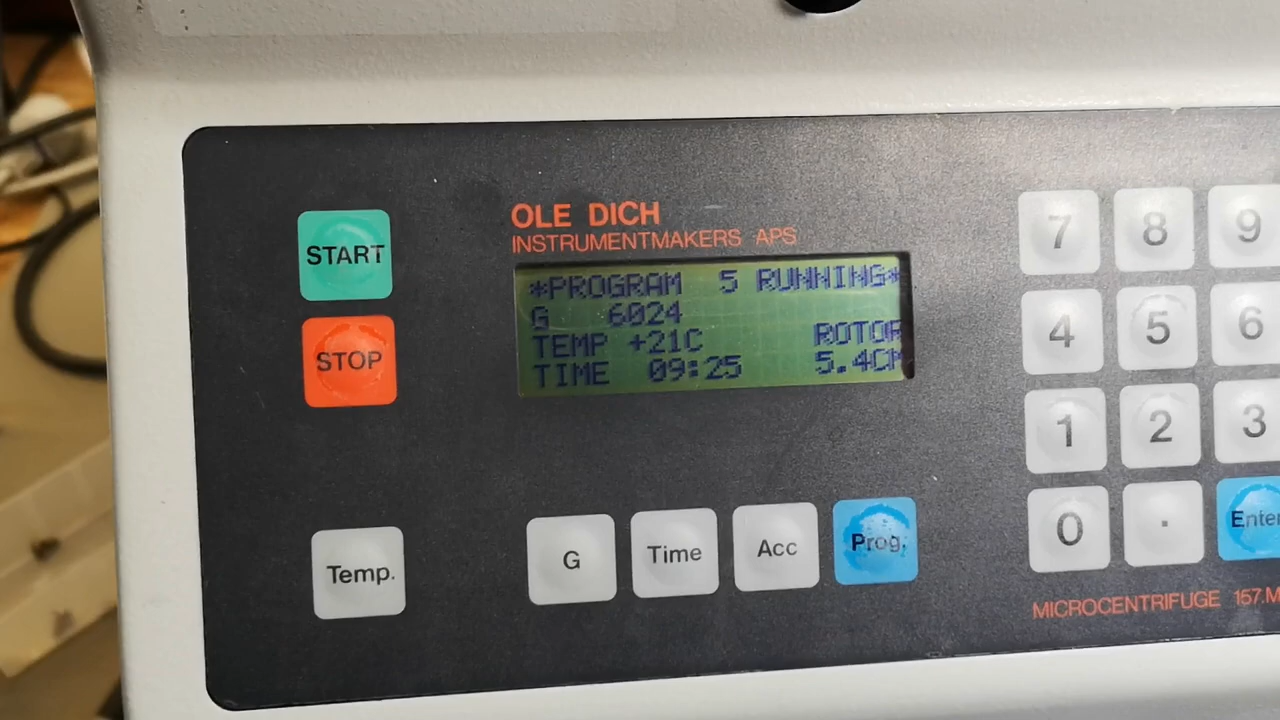 OLE DICH
INSTRUMENTMAKERS APS
*PROGRAM 5 RUNNING*
G 6024
TEMP +21C ROTOR
TIME 09:25 5.4CM
START
STOP
Temp.
G
Time
Acc
Prog.
7 8 9
4 5 6
1 2 3
0 . Enter
MICROCENTRIFUGE 157.M